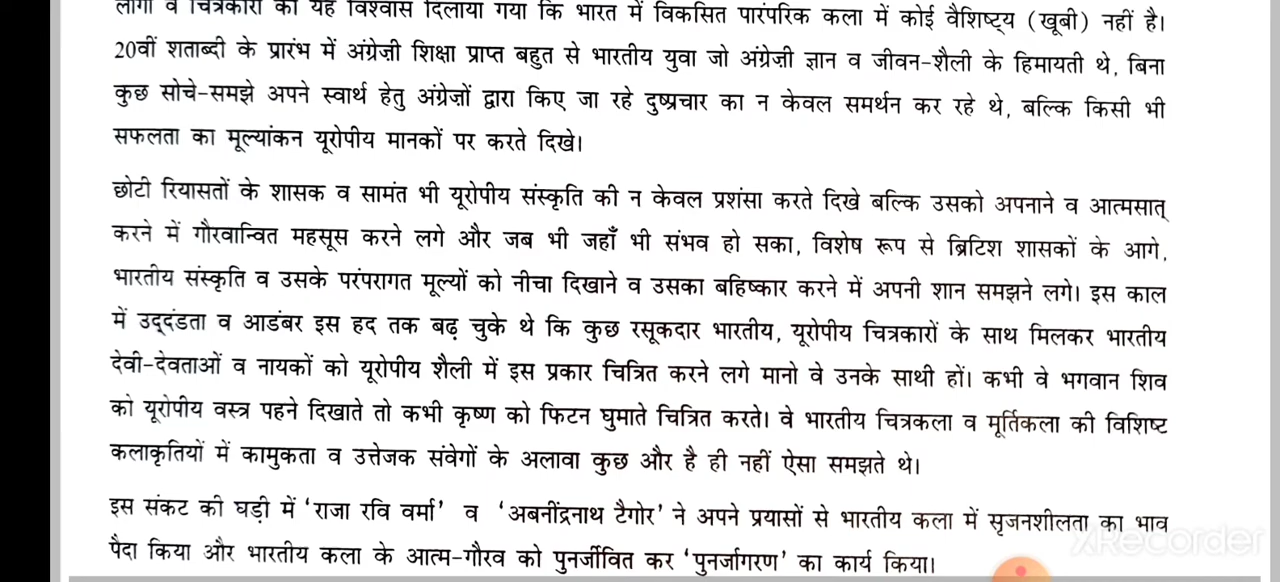 लोगों व चित्रकारों को यह विश्वास दिलाया गया कि भारत में विकसित पारंपरिक कला में कोई वैशिष्ट्य (खूबी) नहीं है।
20वीं शताब्दी के प्रारंभ में अंग्रेज़ी शिक्षा प्राप्त बहुत से भारतीय युवा जो अंग्रेज़ी ज्ञान व जीवन-शैली के हिमायती थे, बिना
कुछ सोचे-समझे अपने स्वार्थ हेतु अंग्रेज़ों द्वारा किए जा रहे दुष्प्रचार का न केवल समर्थन कर रहे थे, बल्कि किसी भी
सफलता का मूल्यांकन यूरोपीय मानकों पर करते दिखे।
छोटी रियासतों के शासक व सामंत भी यूरोपीय संस्कृति की न केवल प्रशंसा करते दिखे बल्कि उसको अपनाने व आत्मसात्
करने में गौरवान्वित महसूस करने लगे और जब भी जहाँ भी संभव हो सका, विशेष रूप से ब्रिटिश शासकों के आगे,
भारतीय संस्कृति व उसके परंपरागत मूल्यों को नीचा दिखाने व उसका बहिष्कार करने में अपनी शान समझने लगे। इस काल
में उद्दंडता व आडंबर इस हद तक बढ़ चुके थे कि कुछ रसूकदार भारतीय, यूरोपीय चित्रकारों के साथ मिलकर भारतीय
देवी-देवताओं व नायकों को यूरोपीय शैली में इस प्रकार चित्रित करने लगे मानो वे उनके साथी हों। कभी वे भगवान शिव
को यूरोपीय वस्त्र पहने दिखाते तो कभी कृष्ण को फिटन घुमाते चित्रित करते। वे भारतीय चित्रकला व मूर्तिकला की विशिष्ट
कलाकृतियों में कामुकता व उत्तेजक संवेगों के अलावा कुछ और है ही नहीं ऐसा समझते थे।
इस संकट की घड़ी में ‘राजा रवि वर्मा’ व ‘अबनींद्रनाथ टैगोर’ ने अपने प्रयासों से भारतीय कला में सृजनशीलता का भाव
पैदा किया और भारतीय कला के आत्म-गौरव को पुनर्जीवित कर ‘पुनर्जागरण’ का कार्य किया।
XRecorder